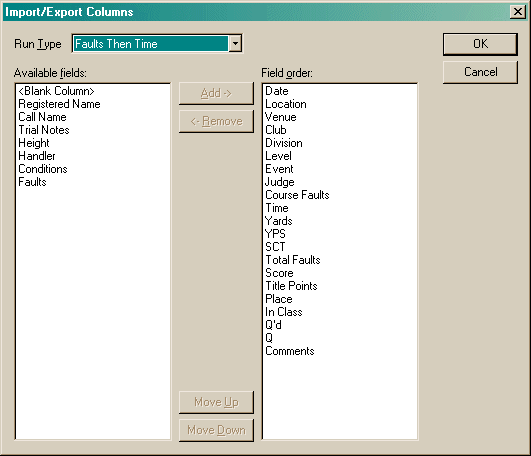 Import/Export Columns
Run Type
Faults Then Time
OK
Cancel
Available fields:
<Blank Column>
Registered Name
Call Name
Trial Notes
Height
Handler
Conditions
Faults
Add ->
<- Remove
Move Up
Move Down
Field order:
Date
Location
Venue
Club
Division
Level
Event
Judge
Course Faults
Time
Yards
YPS
SCT
Total Faults
Score
Title Points
Place
In Class
Q'd
Q
Comments